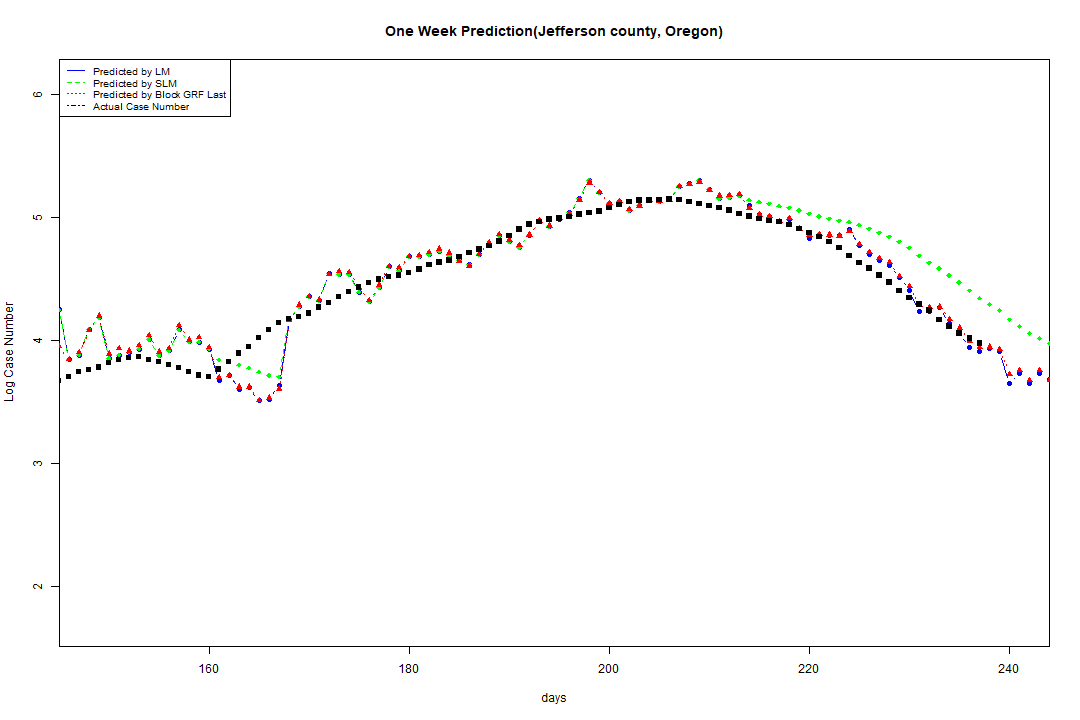 One Week Prediction(Jefferson county, Oregon)
Predicted by LM
Predicted by SLM
Predicted by Block GRF Last
Actual Case Number
6
5
4
3
2
Log Case Number
160 180 200 220 240
days